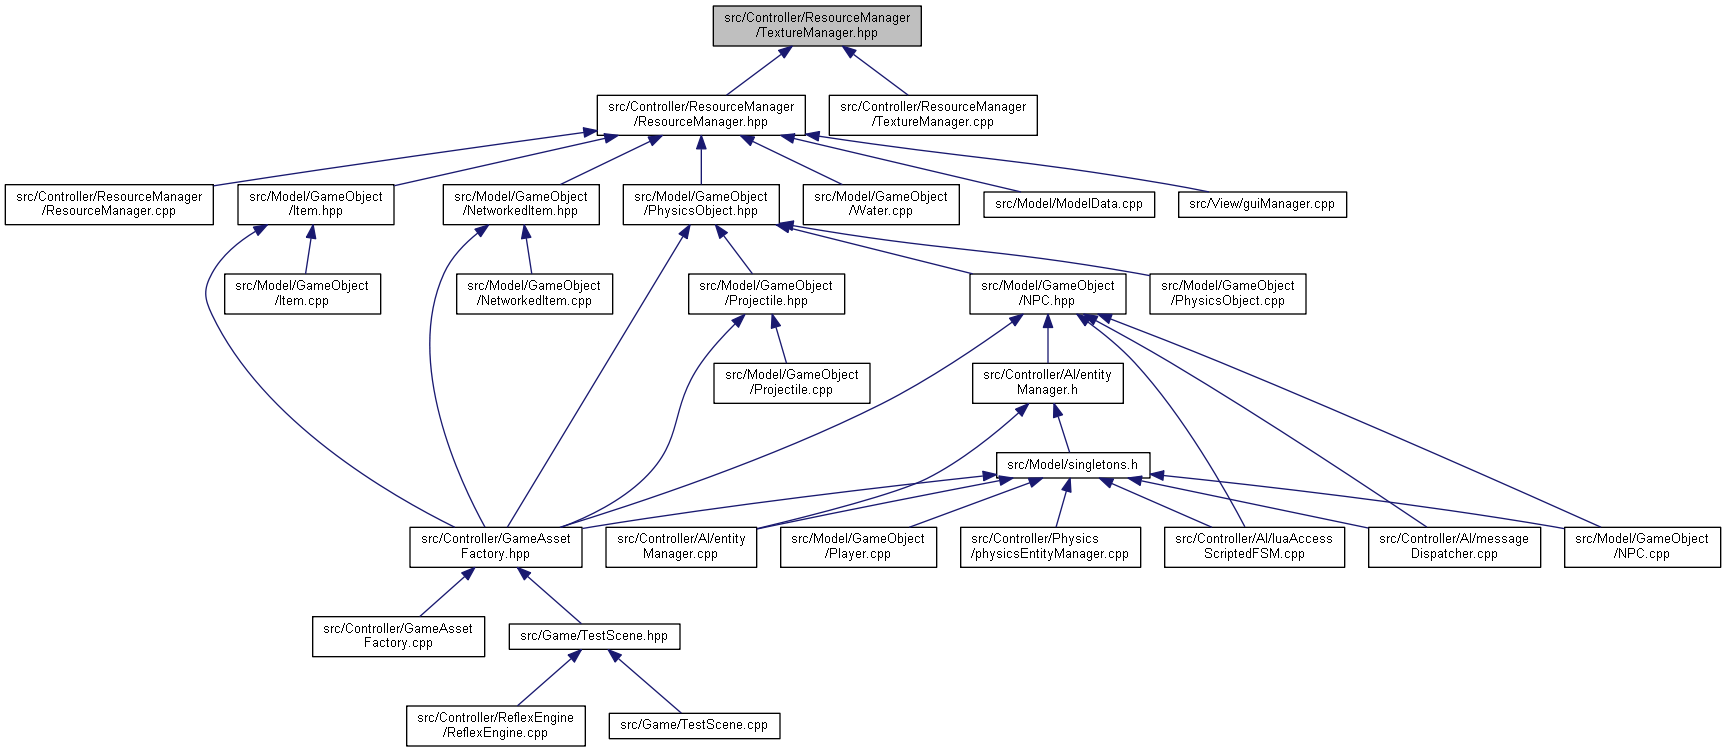 src/Controller/ResourceManager
/TextureManager.hpp
src/Controller/ResourceManager
/ResourceManager.hpp
src/Controller/ResourceManager
/TextureManager.cpp
src/Controller/ResourceManager
/ResourceManager.cpp
src/Model/GameObject
/Item.hpp
src/Model/GameObject
/NetworkedItem.hpp
src/Model/GameObject
/PhysicsObject.hpp
src/Model/GameObject
/Water.cpp
src/Model/ModelData.cpp
src/View/guiManager.cpp
src/Model/GameObject
/Item.cpp
src/Model/GameObject
/NetworkedItem.cpp
src/Model/GameObject
/Projectile.hpp
src/Model/GameObject
/NPC.hpp
src/Model/GameObject
/PhysicsObject.cpp
src/Model/GameObject
/Projectile.cpp
src/Controller/AI/entity
Manager.h
src/Model/singletons.h
src/Controller/GameAsset
Factory.hpp
src/Controller/AI/entity
Manager.cpp
src/Model/GameObject
/Player.cpp
src/Controller/Physics
/physicsEntityManager.cpp
src/Controller/AI/luaAccess
ScriptedFSM.cpp
src/Controller/AI/message
Dispatcher.cpp
src/Model/GameObject
/NPC.cpp
src/Controller/GameAsset
Factory.cpp
src/Game/TestScene.hpp
src/Controller/ReflexEngine
/ReflexEngine.cpp
src/Game/TestScene.cpp